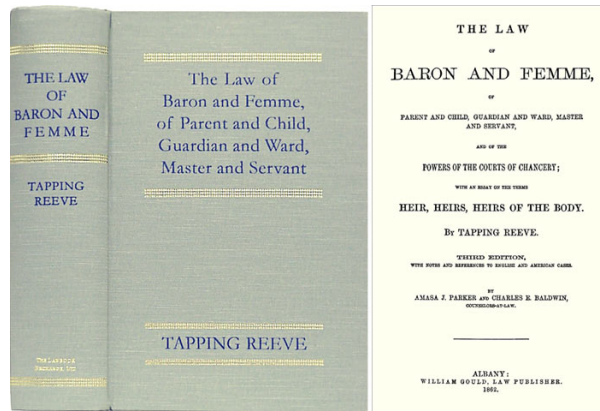 THE LAW
OF
BARON AND
FEMME
TAPPING
REEVE
THE LAWBOOK
EXCHANGE, LTD
The Law of
Baron and Femme,
of Parent and Child,
Guardian and Ward,
Master and Servant
TAPPING REEVE
THE LAW
OF
BARON AND FEMME,
OF
PARENT AND CHILD, GUARDIAN AND WARD, MASTER
AND SERVANT,
AND OF THE
POWERS OF THE COURTS OF CHANCERY;
WITH AN ESSAY ON THE TERMS
HEIR, HEIRS, HEIRS OF THE BODY.
BY TAPPING REEVE.
THIRD EDITION,
WITH NOTES AND REFERENCES TO ENGLISH AND AMERICAN CASES.
BY
AMASA J. PARKER AND CHARLES E. BALDWIN,
COUNSELORS-AT-LAW.
ALBANY:
WILLIAM GOULD, LAW PUBLISHER.
1862.